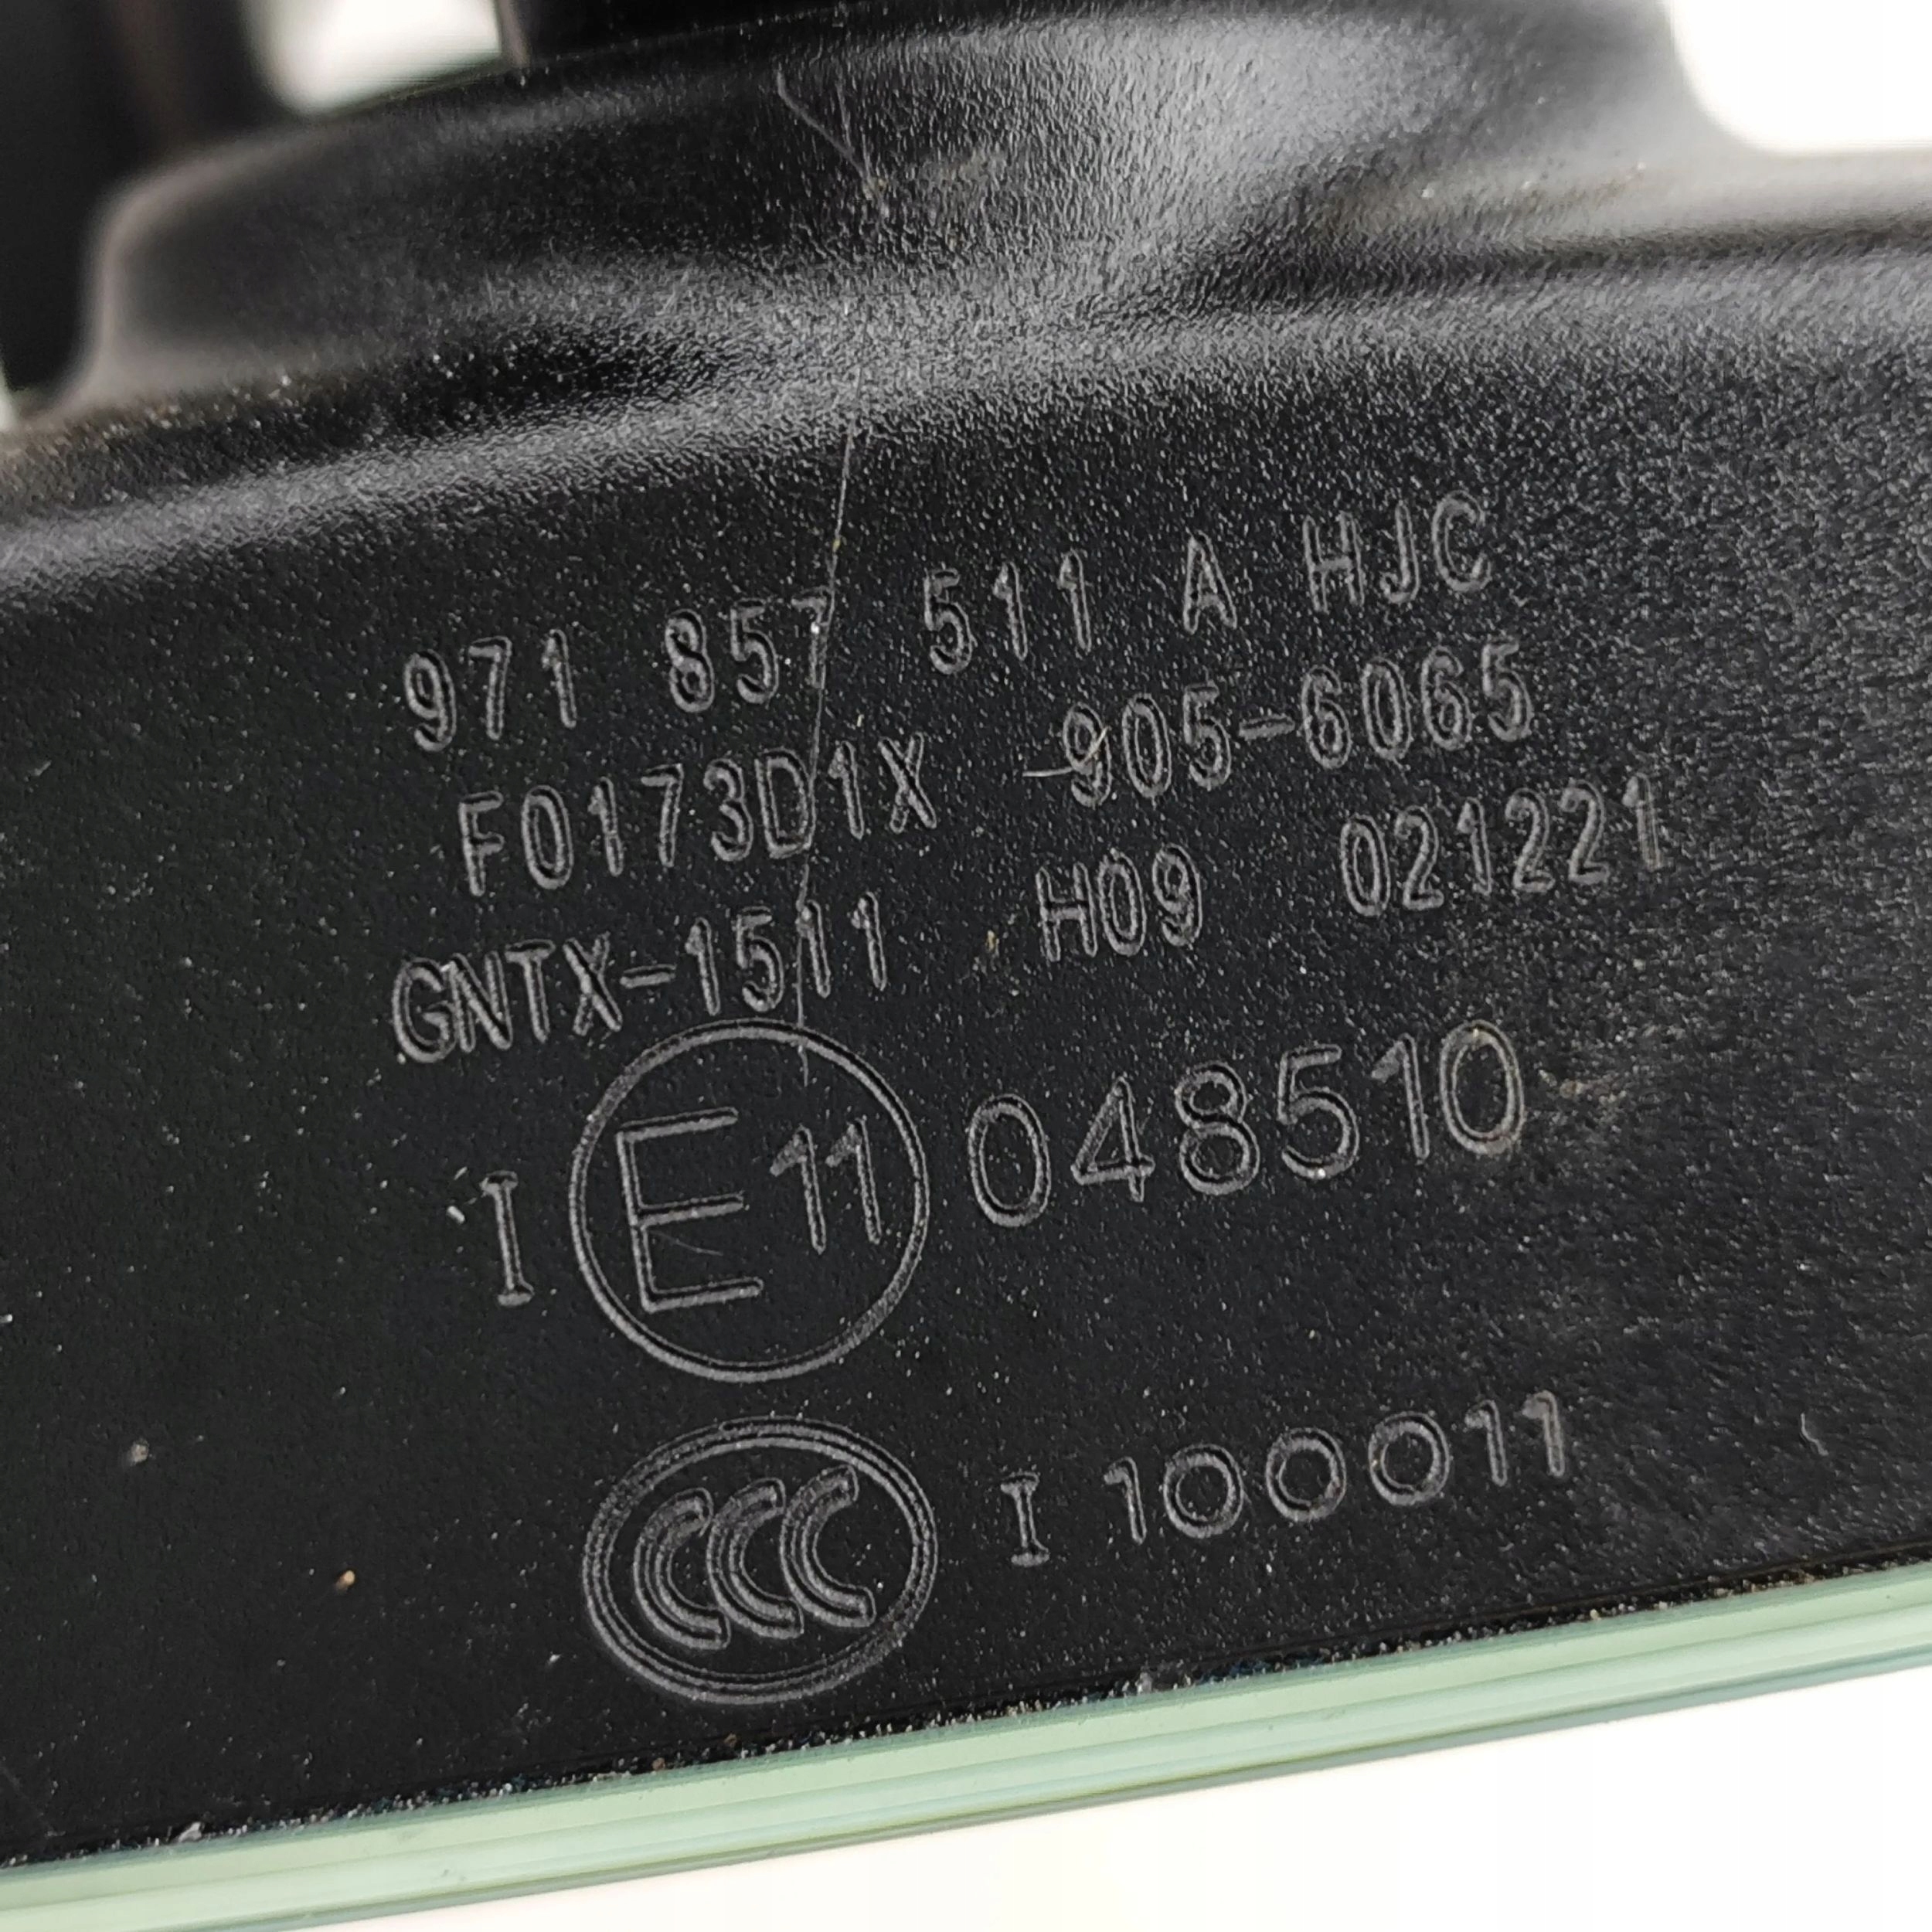 971 857 511 A HJC
F0173D1X 905-6065
GNTX-1511 H09 021221
I E11 048510
CCC I 100011